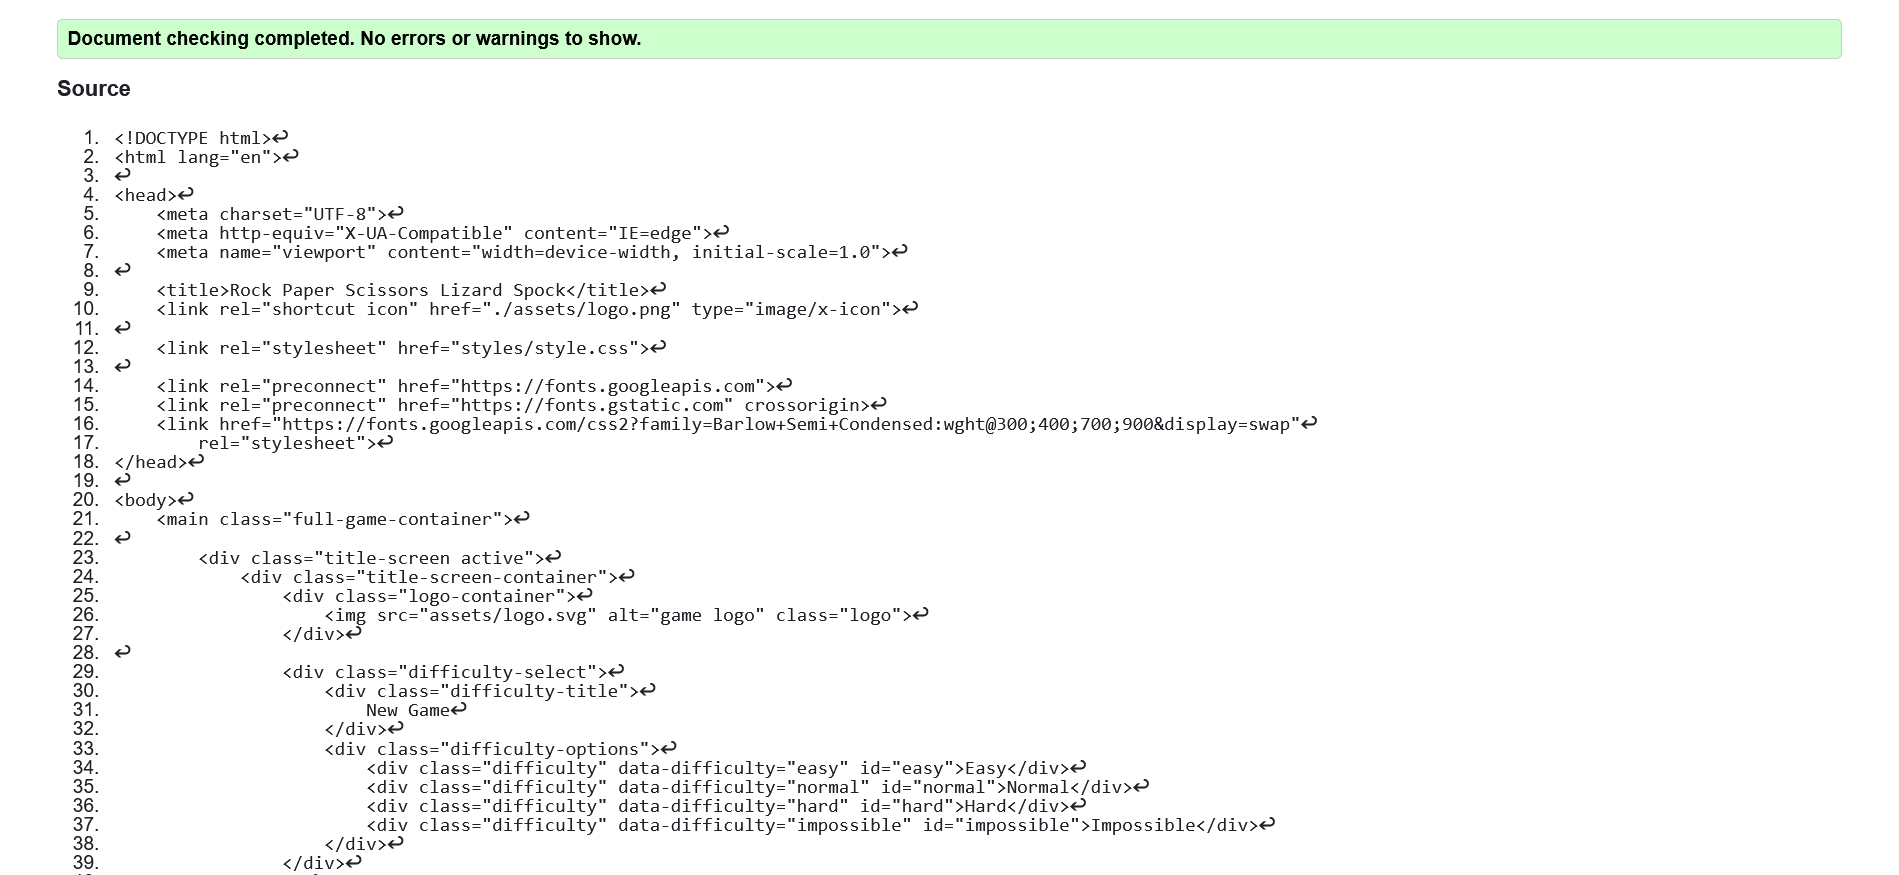 Document checking completed. No errors or warnings to show.
Source
1. <!DOCTYPE html>↩
2. <html lang="en">↩
3. ↩
4. <head>↩
5.     <meta charset="UTF-8">↩
6.     <meta http-equiv="X-UA-Compatible" content="IE=edge">↩
7.     <meta name="viewport" content="width=device-width, initial-scale=1.0">↩
8. ↩
9.     <title>Rock Paper Scissors Lizard Spock</title>↩
10.     <link rel="shortcut icon" href="./assets/logo.png" type="image/x-icon">↩
11. ↩
12.     <link rel="stylesheet" href="styles/style.css">↩
13. ↩
14.     <link rel="preconnect" href="https://fonts.googleapis.com">↩
15.     <link rel="preconnect" href="https://fonts.gstatic.com" crossorigin>↩
16.     <link href="https://fonts.googleapis.com/css2?family=Barlow+Semi+Condensed:wght@300;400;700;900&display=swap"↩
17.         rel="stylesheet">↩
18. </head>↩
19. ↩
20. <body>↩
21.     <main class="full-game-container">↩
22. ↩
23.         <div class="title-screen active">↩
24.             <div class="title-screen-container">↩
25.                 <div class="logo-container">↩
26.                     <img src="assets/logo.svg" alt="game logo" class="logo">↩
27.                 </div>↩
28. ↩
29.                 <div class="difficulty-select">↩
30.                     <div class="difficulty-title">↩
31.                         New Game↩
32.                     </div>↩
33.                     <div class="difficulty-options">↩
34.                         <div class="difficulty" data-difficulty="easy" id="easy">Easy</div>↩
35.                         <div class="difficulty" data-difficulty="normal" id="normal">Normal</div>↩
36.                         <div class="difficulty" data-difficulty="hard" id="hard">Hard</div>↩
37.                         <div class="difficulty" data-difficulty="impossible" id="impossible">Impossible</div>↩
38.                     </div>↩
39.                 </div>↩